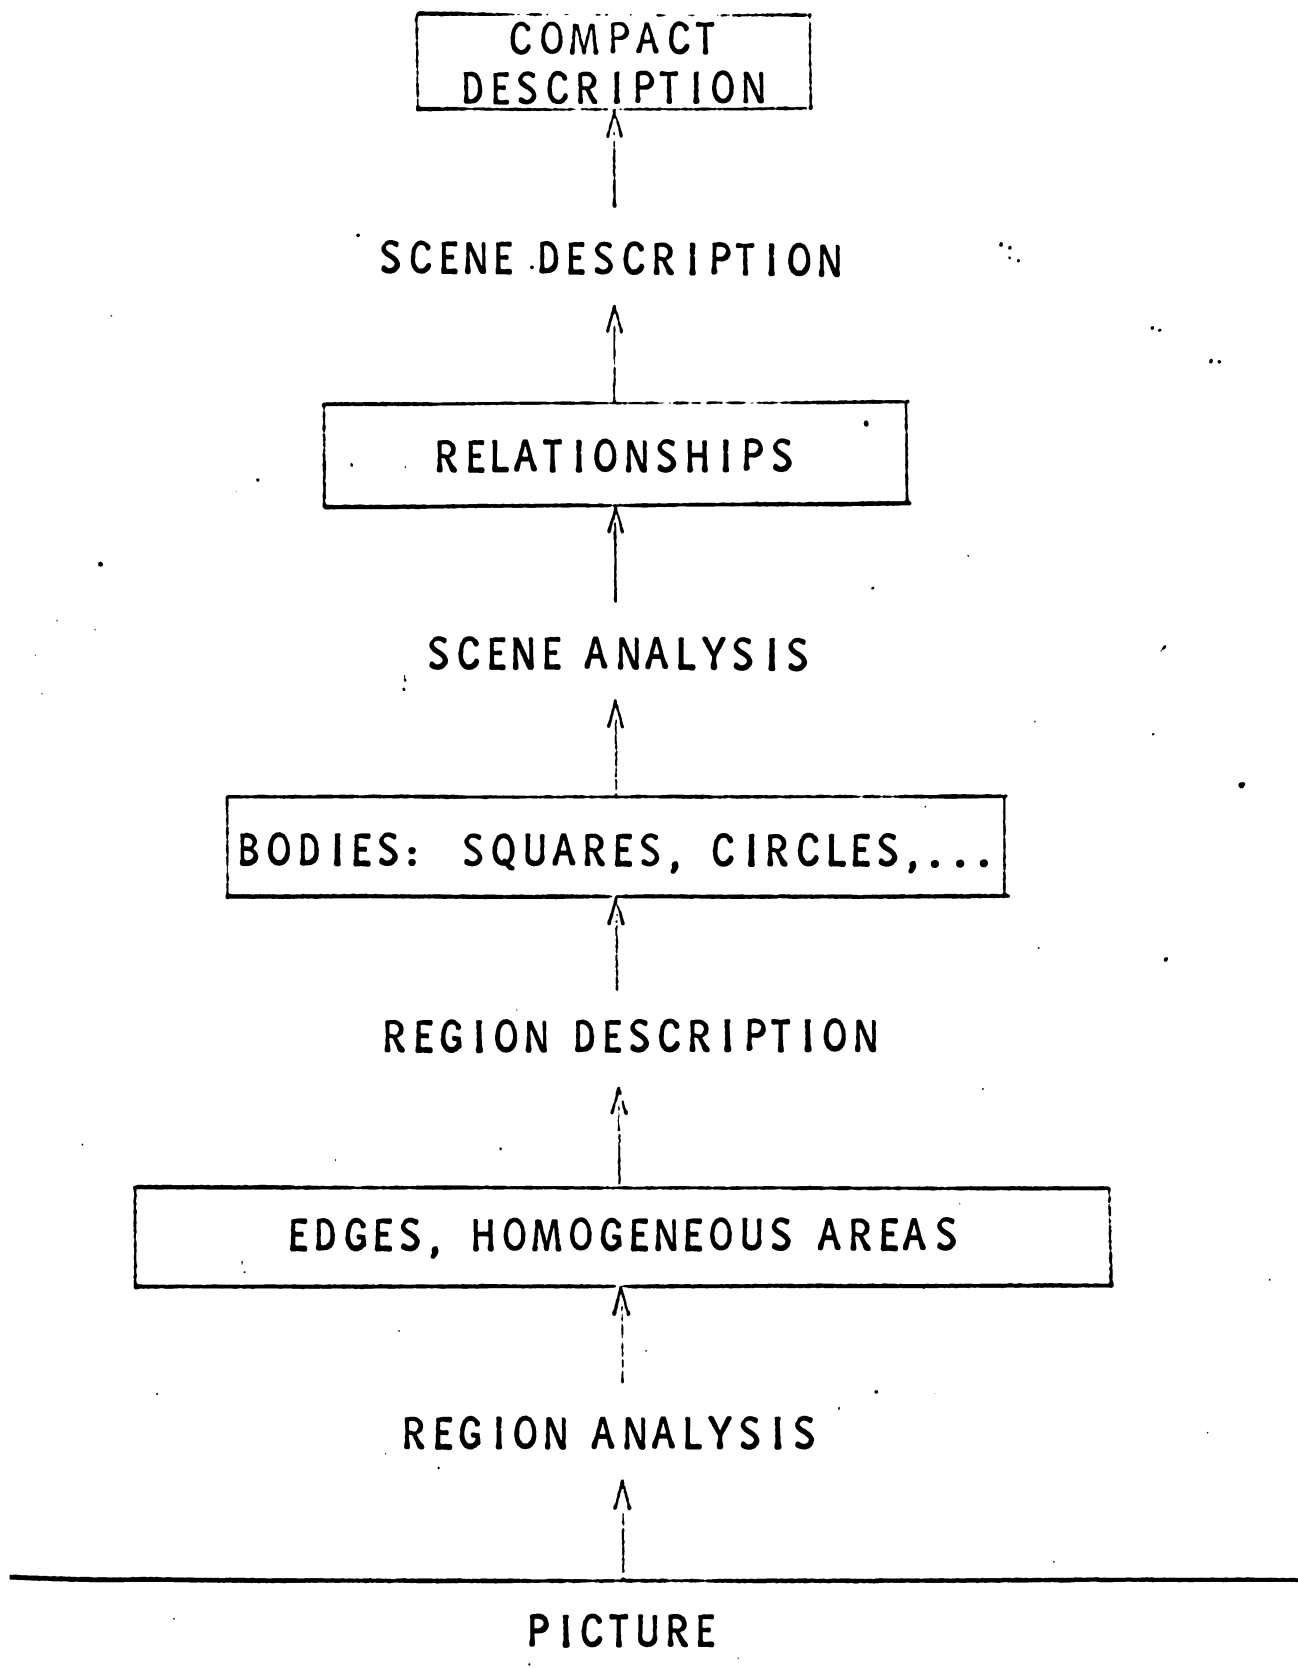 COMPACT
DESCRIPTION
SCENE DESCRIPTION
RELATIONSHIPS
SCENE ANALYSIS
BODIES: SQUARES, CIRCLES,...
REGION DESCRIPTION
EDGES, HOMOGENEOUS AREAS
REGION ANALYSIS
PICTURE